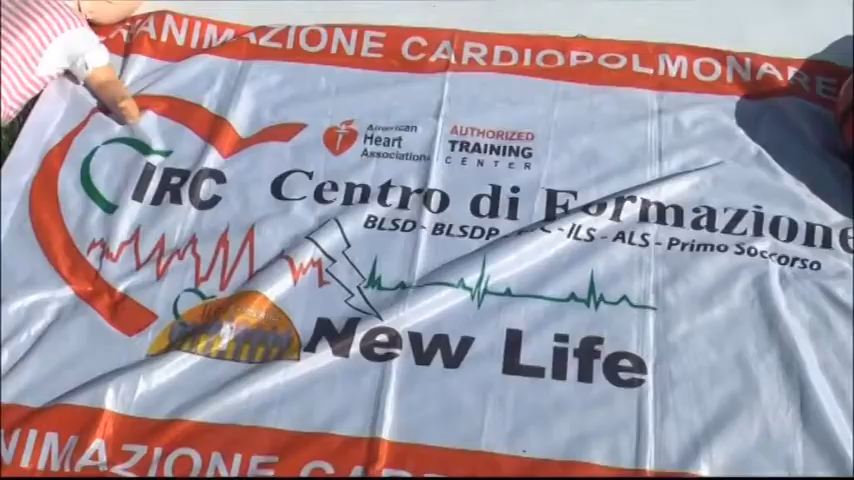 ANIMAZIONE CARDIOPOLMONARE
American
Heart
Association
AUTHORIZED
TRAINING
CENTER
IRC
Centro di Formazione
BLSD - BLSDP - ILS - ALS - Primo Soccorso
New Life
NIMAZIONE